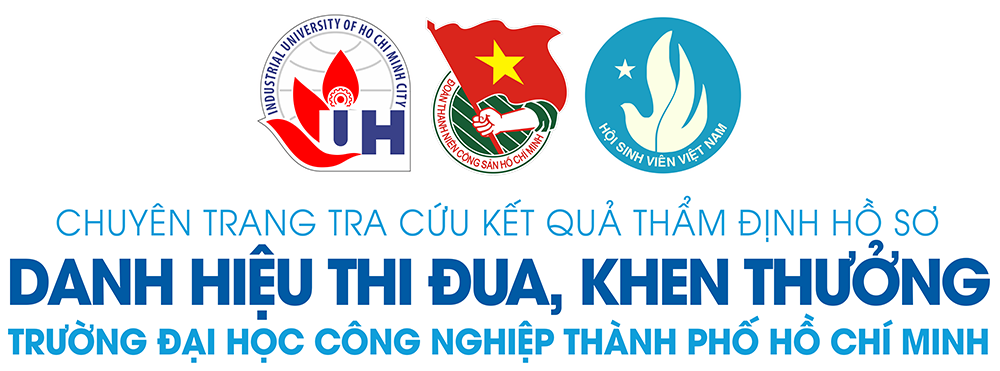 INDUSTRIAL UNIVERSITY OF HO CHI MINH CITY
IUH
ĐOÀN THANH NIÊN CỘNG SẢN HỒ CHÍ MINH
HỘI SINH VIÊN VIỆT NAM
CHUYÊN TRANG TRA CỨU KẾT QUẢ THẨM ĐỊNH HỒ SƠ
DANH HIỆU THI ĐUA, KHEN THƯỞNG
TRƯỜNG ĐẠI HỌC CÔNG NGHIỆP THÀNH PHỐ HỒ CHÍ MINH